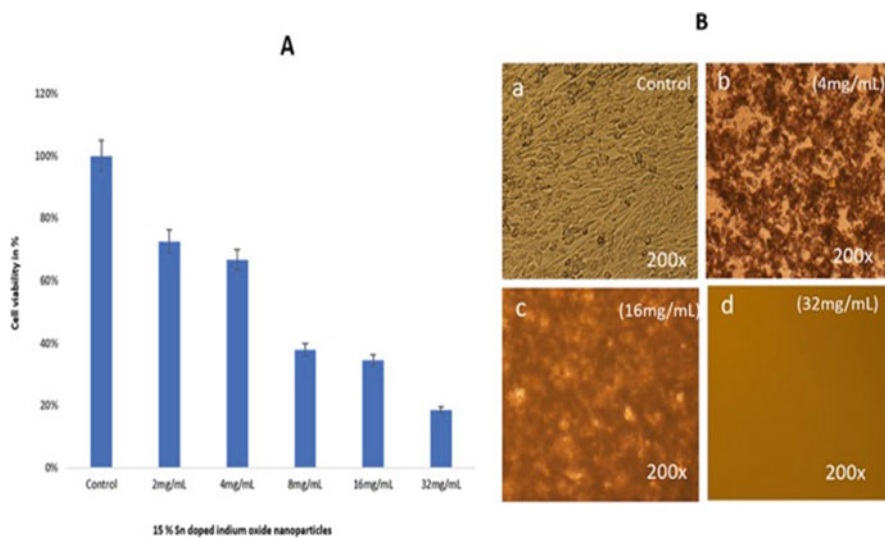 A
120%
100%
80%
60%
40%
20%
0%
Cell viability in %
Control 2mg/mL 4mg/mL 8mg/mL 16mg/mL 32mg/mL
15 % Sn doped indium oxide nanoparticles
B
a Control
200x
b (4mg/mL)
200x
c (16mg/mL)
200x
d (32mg/mL)
200x